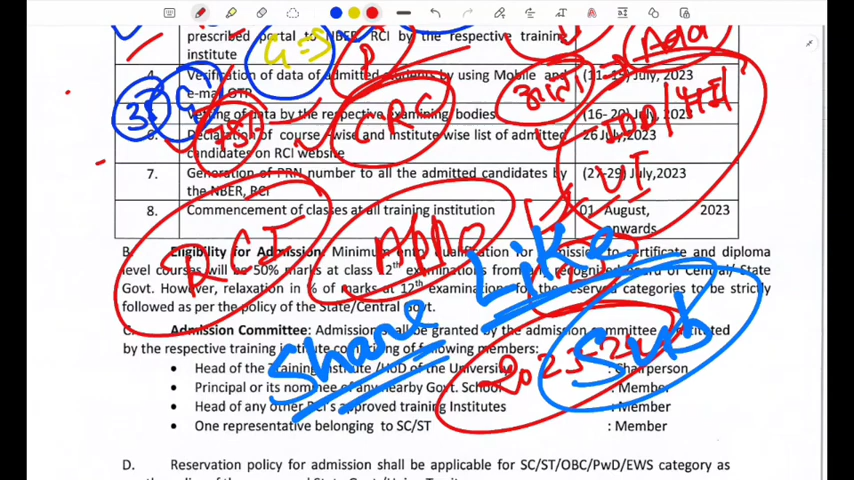 prescribed portal to NBER, RCI by the respective training
institute
4. Verification of data of admitted students by using Mobile and (11-15) July, 2023
e-mail OTP
Vetting of data by the respective examining bodies (16- 20) July, 2023
6. Declaration of course -wise and institute wise list of admitted 26 July,2023
candidates on RCI website
7. Generation of PRN number to all the admitted candidates by (27-29) July,2023
the NBER, RCI
8. Commencement of classes at all training institution 01 August, 2023
onwards
B. Eligibility for Admission: Minimum entry qualification for admission to certificate and diploma
level courses will be 50% marks at class 12th examinations from a recognized Board of Central/ State
Govt. However, relaxation in % of marks at 12th examinations for the reserved categories to be strictly
followed as per the policy of the State/Central Govt.
C. Admission Committee: Admission shall be granted by the admission committee constituted
by the respective training institute comprising of following members:
• Head of the Training Institute /HoD of the University : Chairperson
• Principal or its nominee of any nearby Govt. School : Member
• Head of any other RCI's approved training Institutes : Member
• One representative belonging to SC/ST : Member
D. Reservation policy for admission shall be applicable for SC/ST/OBC/PwD/EWS category as
G = S
D
CRC
IDD/HI
VI
RCI
Share Like
2023-24
Sub